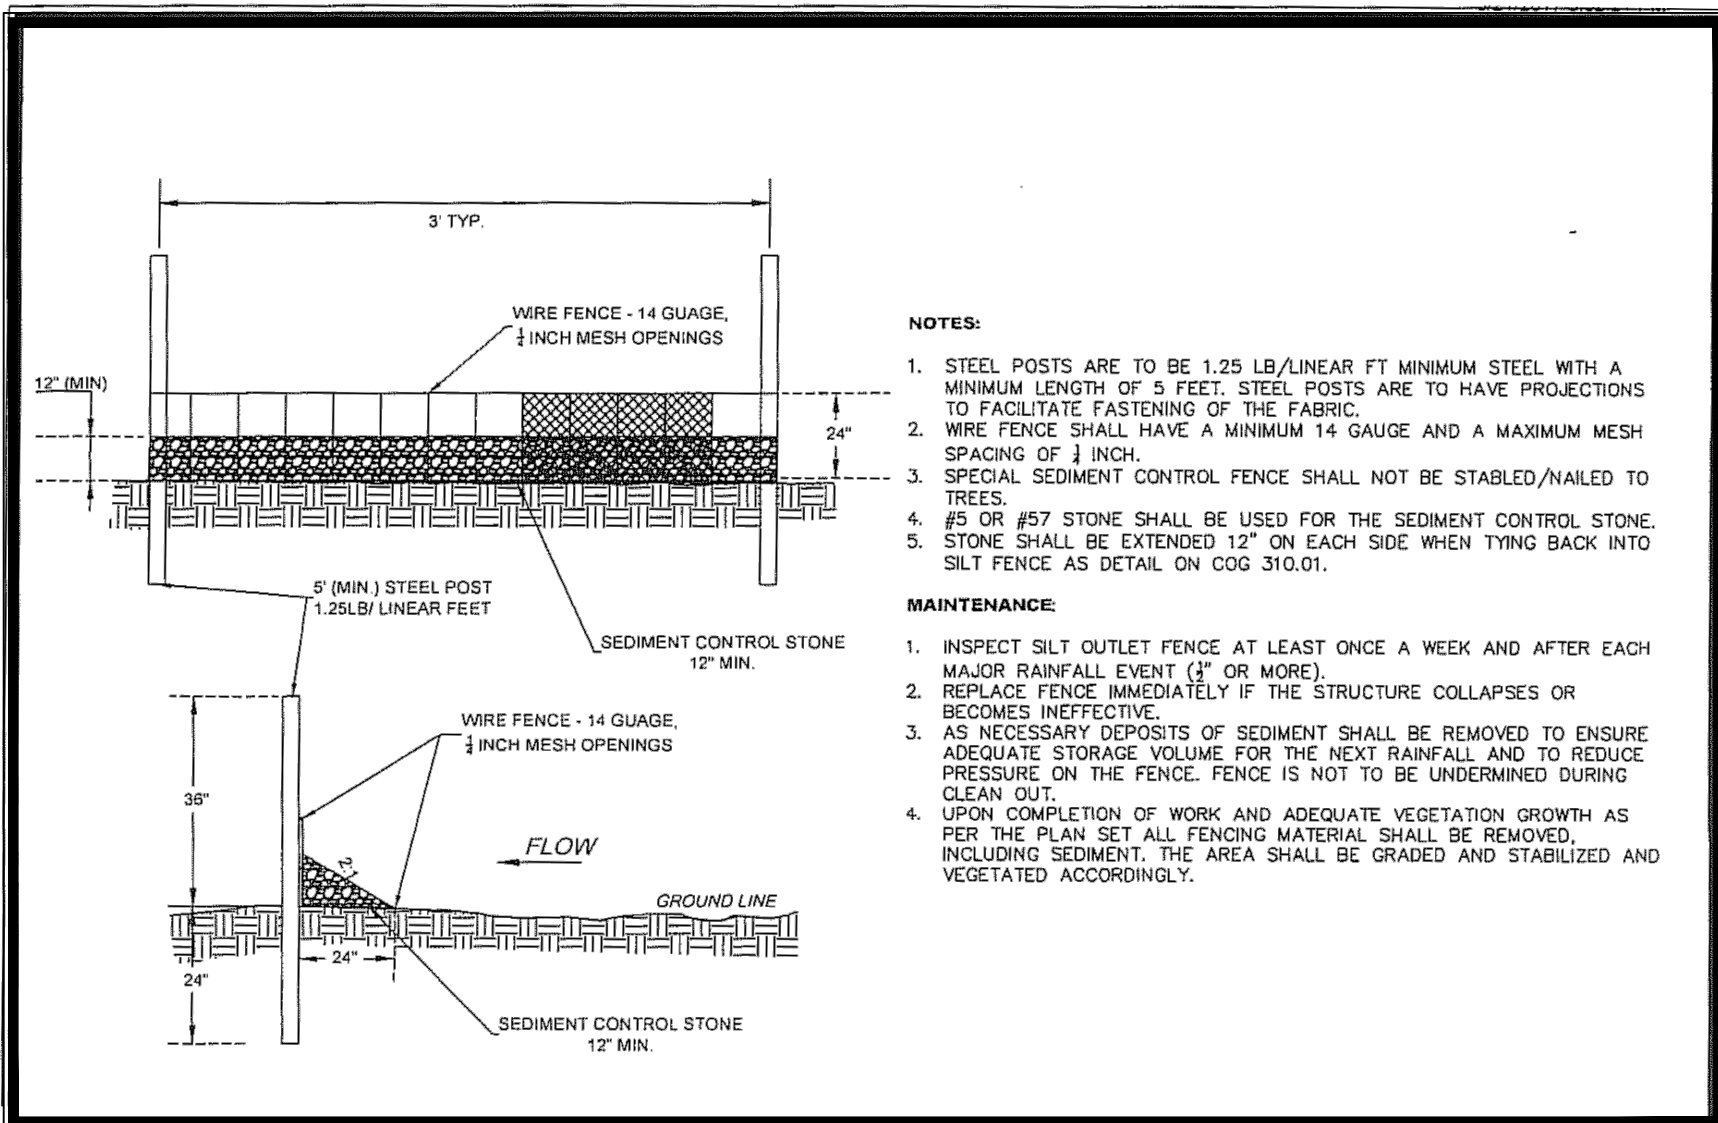 3' TYP.
WIRE FENCE - 14 GUAGE,
1/4 INCH MESH OPENINGS
12" (MIN)
24"
5' (MIN.) STEEL POST
1.25LB/ LINEAR FEET
SEDIMENT CONTROL STONE
12" MIN.
WIRE FENCE - 14 GUAGE,
1/4 INCH MESH OPENINGS
36"
2:1
FLOW
GROUND LINE
24"
24"
SEDIMENT CONTROL STONE
12" MIN.
NOTES:
1. STEEL POSTS ARE TO BE 1.25 LB/LINEAR FT MINIMUM STEEL WITH A
MINIMUM LENGTH OF 5 FEET. STEEL POSTS ARE TO HAVE PROJECTIONS
TO FACILITATE FASTENING OF THE FABRIC.
2. WIRE FENCE SHALL HAVE A MINIMUM 14 GAUGE AND A MAXIMUM MESH
SPACING OF 1/4 INCH.
3. SPECIAL SEDIMENT CONTROL FENCE SHALL NOT BE STABLED/NAILED TO
TREES.
4. #5 OR #57 STONE SHALL BE USED FOR THE SEDIMENT CONTROL STONE.
5. STONE SHALL BE EXTENDED 12" ON EACH SIDE WHEN TYING BACK INTO
SILT FENCE AS DETAIL ON COG 310.01.
MAINTENANCE:
1. INSPECT SILT OUTLET FENCE AT LEAST ONCE A WEEK AND AFTER EACH
MAJOR RAINFALL EVENT (1/2" OR MORE).
2. REPLACE FENCE IMMEDIATELY IF THE STRUCTURE COLLAPSES OR
BECOMES INEFFECTIVE.
3. AS NECESSARY DEPOSITS OF SEDIMENT SHALL BE REMOVED TO ENSURE
ADEQUATE STORAGE VOLUME FOR THE NEXT RAINFALL AND TO REDUCE
PRESSURE ON THE FENCE. FENCE IS NOT TO BE UNDERMINED DURING
CLEAN OUT.
4. UPON COMPLETION OF WORK AND ADEQUATE VEGETATION GROWTH AS
PER THE PLAN SET ALL FENCING MATERIAL SHALL BE REMOVED,
INCLUDING SEDIMENT. THE AREA SHALL BE GRADED AND STABILIZED AND
VEGETATED ACCORDINGLY.